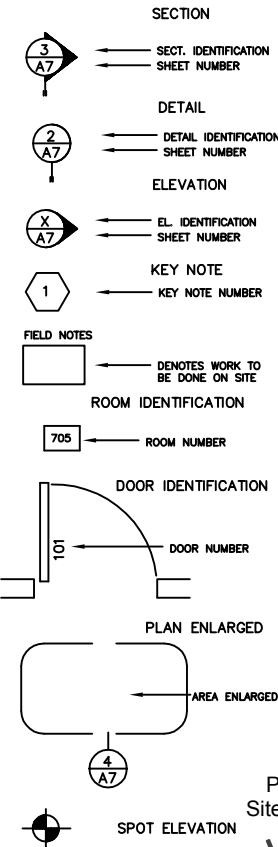 SECTION
3
A7
SECT. IDENTIFICATION
SHEET NUMBER
DETAIL
2
A7
DETAIL IDENTIFICATION
SHEET NUMBER
ELEVATION
X
A7
EL. IDENTIFICATION
SHEET NUMBER
KEY NOTE
1
KEY NOTE NUMBER
FIELD NOTES
DENOTES WORK TO
BE DONE ON SITE
ROOM IDENTIFICATION
705
ROOM NUMBER
DOOR IDENTIFICATION
101
DOOR NUMBER
PLAN ENLARGED
AREA ENLARGED
4
A7
P
Site
SPOT ELEVATION